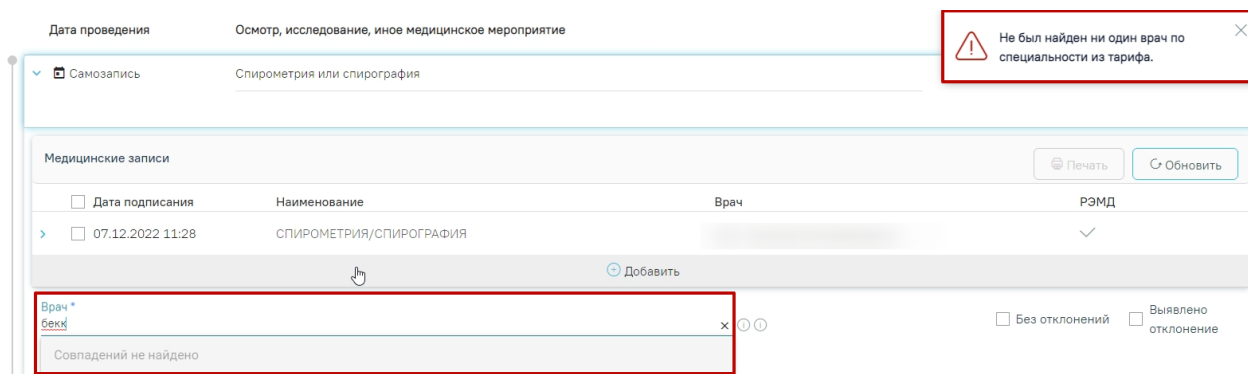 Дата проведения Осмотр, исследование, иное медицинское мероприятие
Не был найден ни один врач по
специальности из тарифа.
Самозапись Спирометрия или спирография
Медицинские записи Печать Обновить
Дата подписания Наименование Врач РЭМД
07.12.2022 11:28 СПИРОМЕТРИЯ/СПИРОГРАФИЯ
Добавить
Врач *
бекк
Без отклонений Выявлено
отклонение
Совпадений не найдено